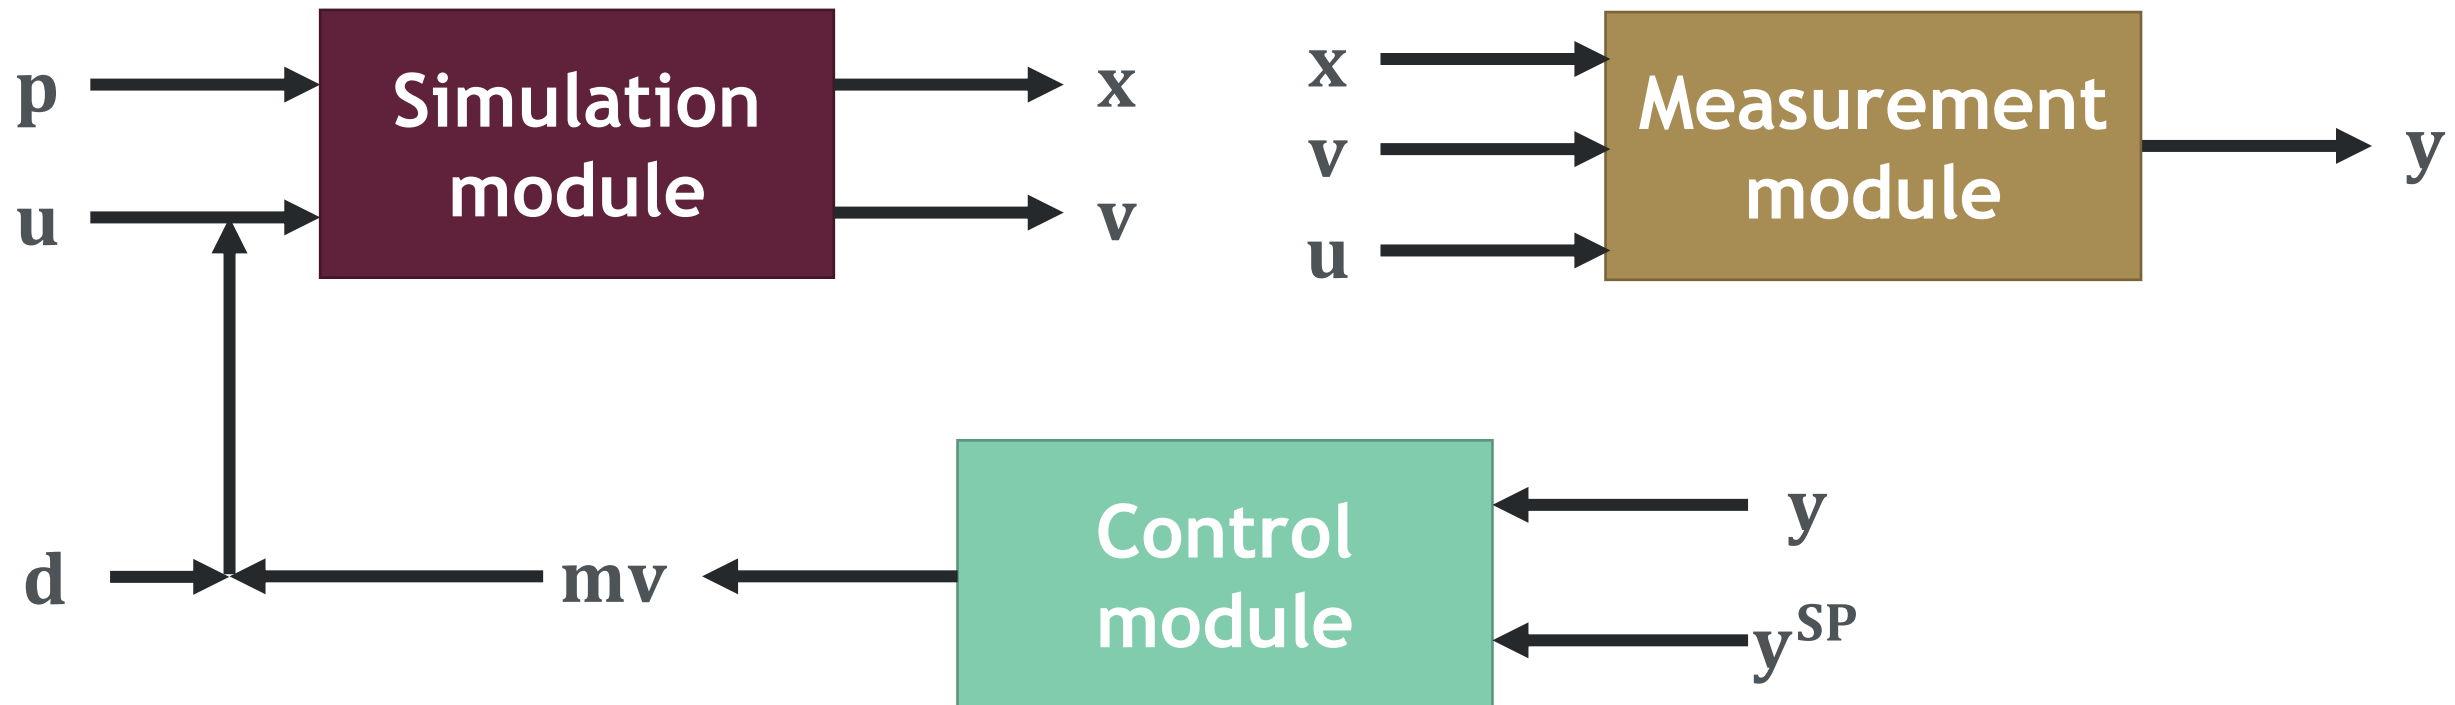 p
u
Simulation
module
x
v
x
v
u
Measurement
module
y
d
mv
Control
module
y
y^SP